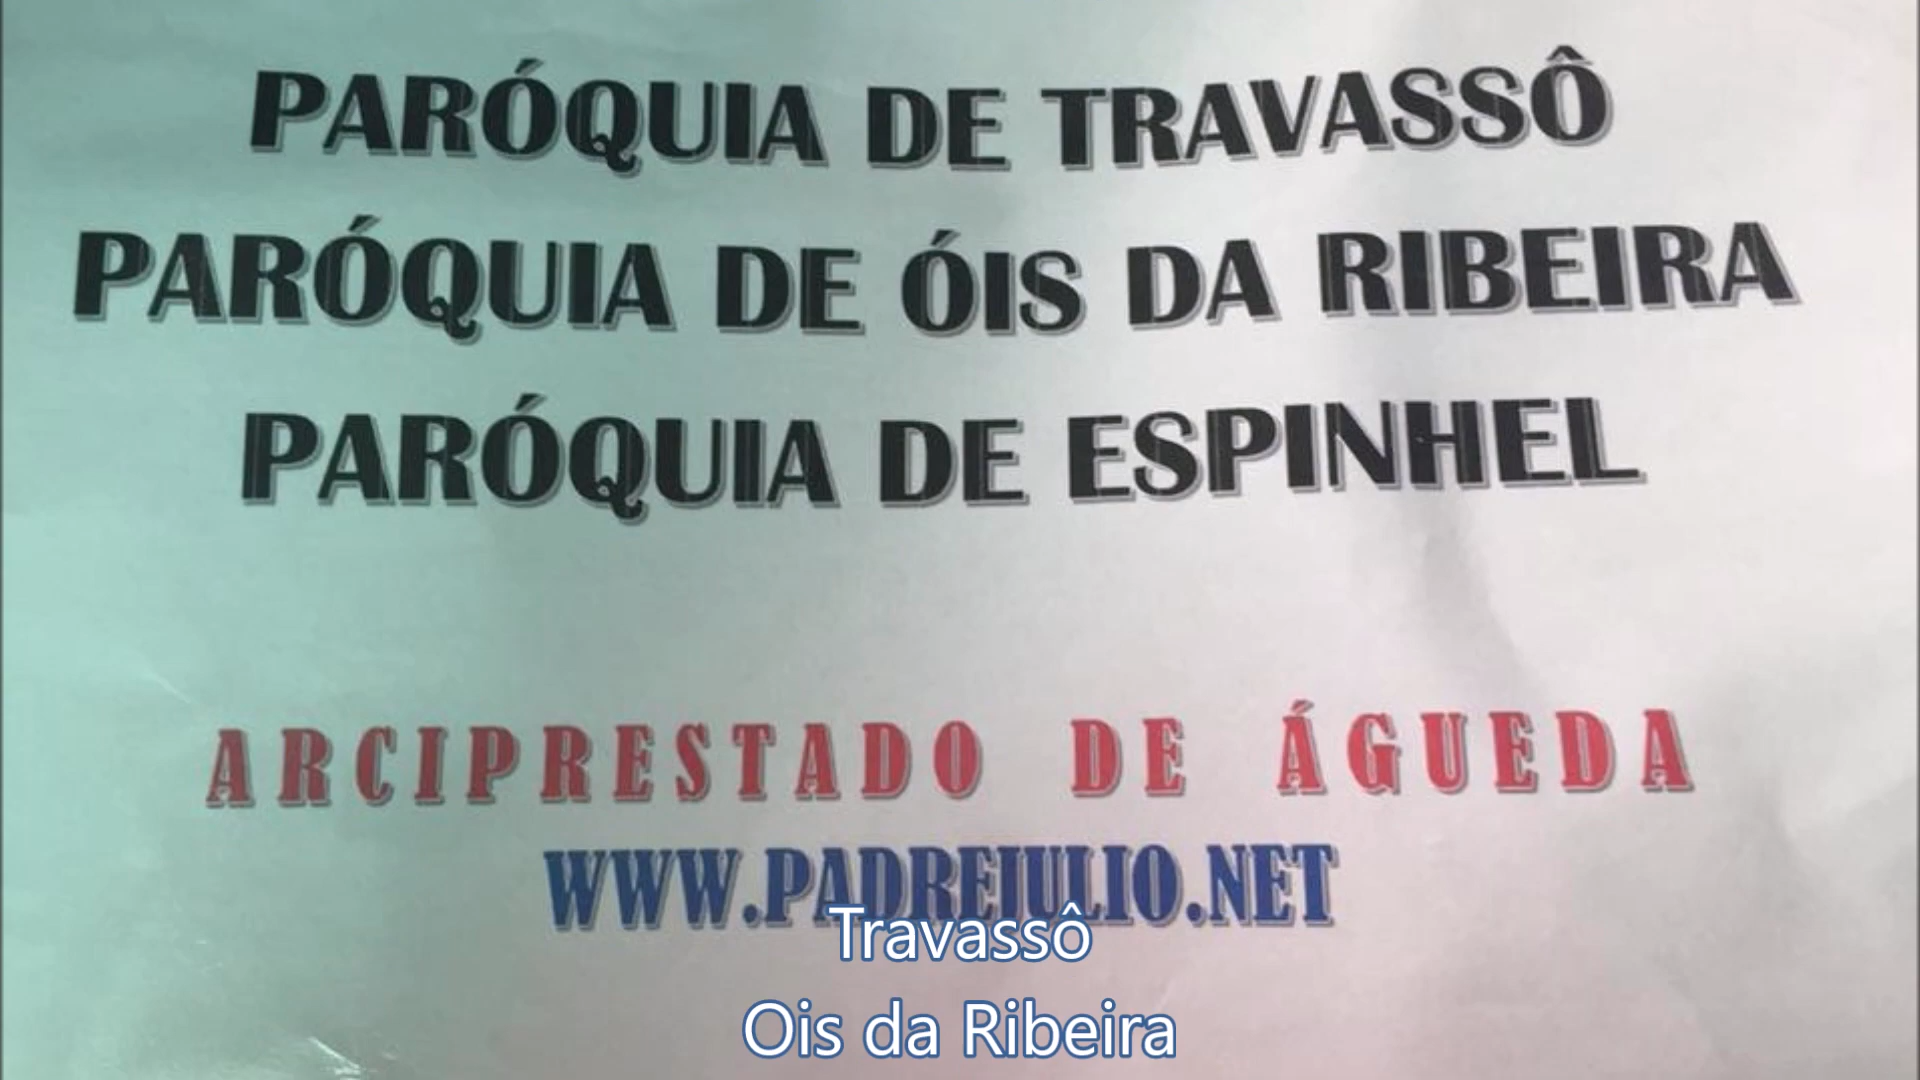 PARÓQUIA DE TRAVASSÔ
PARÓQUIA DE ÓIS DA RIBEIRA
PARÓQUIA DE ESPINHEL
ARCIPRESTADO DE ÁGUEDA
WWW.PADREJULIO.NET
Travassô
Ois da Ribeira